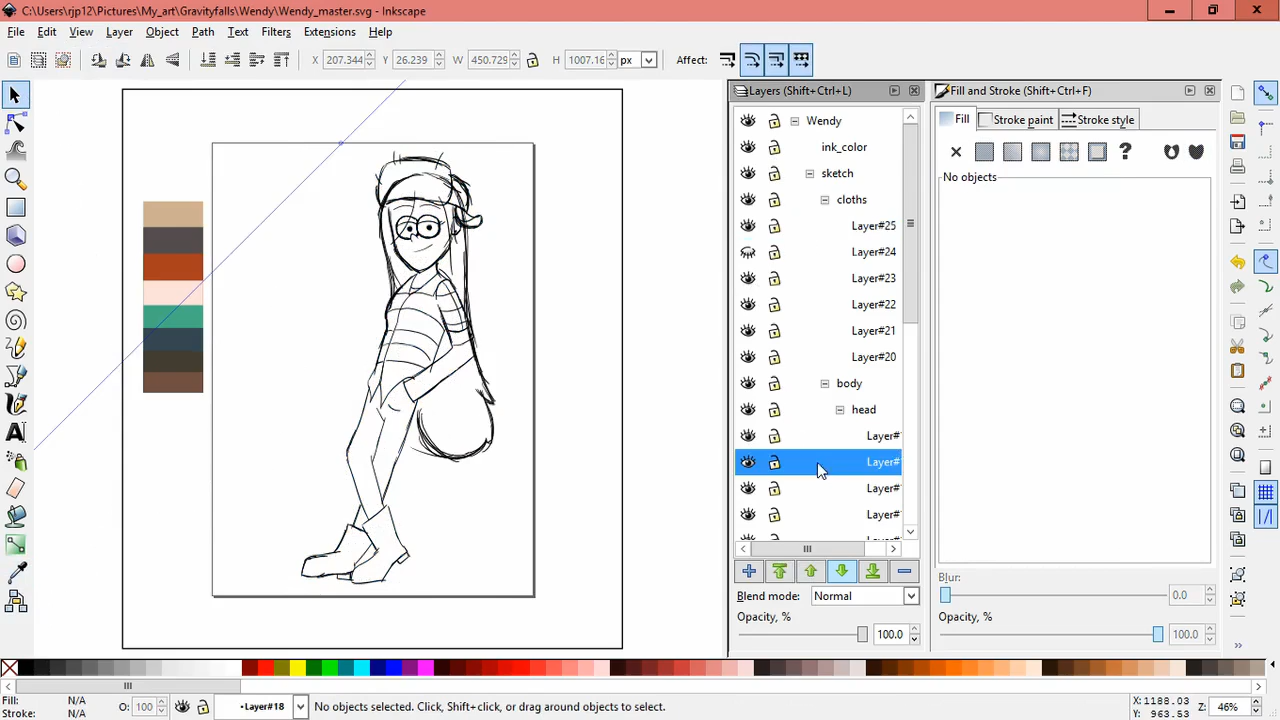 C:\Users\rjp12\Pictures\My_art\Gravityfalls\Wendy\Wendy_master.svg - Inkscape
File Edit View Layer Object Path Text Filters Extensions Help
X 207.344 Y 26.239 W 450.729 H 1007.16 px Affect:
Layers (Shift+Ctrl+L)
Fill and Stroke (Shift+Ctrl+F)
Fill Stroke paint Stroke style
?
No objects
Wendy
ink_color
sketch
cloths
Layer#25
Layer#24
Layer#23
Layer#22
Layer#21
Layer#20
body
head
Layer#
Layer#
Layer#
Layer#
Blend mode: Normal
Opacity, %
100.0
Blur:
0.0
Opacity, %
100.0
Fill: N/A
Stroke: N/A
O: 100
•Layer#18
No objects selected. Click, Shift+click, or drag around objects to select.
X:1188.03
Y: 963.53
Z: 46%